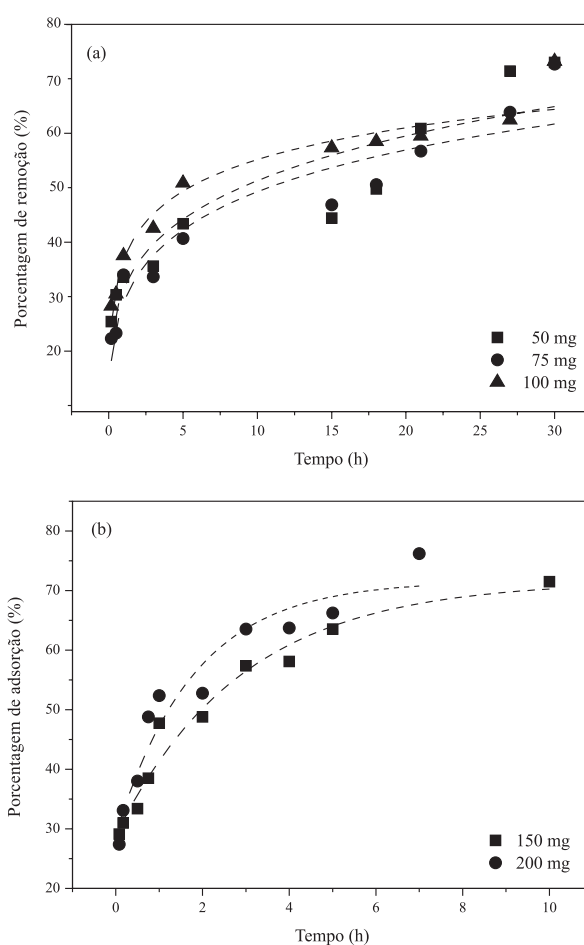 80
(a)
70
60
50
40
30
20
Porcentagem de remoção (%)
50 mg
75 mg
100 mg
0 5 10 15 20 25 30
Tempo (h)
(b)
80
70
60
50
40
30
20
Porcentagem de adsorção (%)
150 mg
200 mg
0 2 4 6 8 10
Tempo (h)